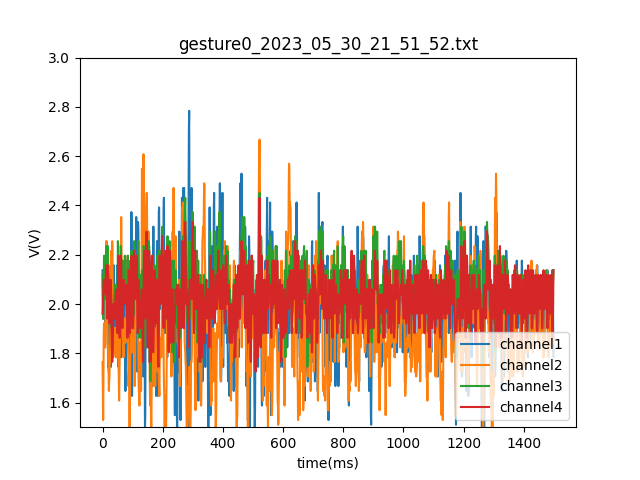 gesture0_2023_05_30_21_51_52.txt
3.0
2.8
2.6
2.4
2.2
2.0
1.8
1.6
V(V)
channel1
channel2
channel3
channel4
0 200 400 600 800 1000 1200 1400
time(ms)